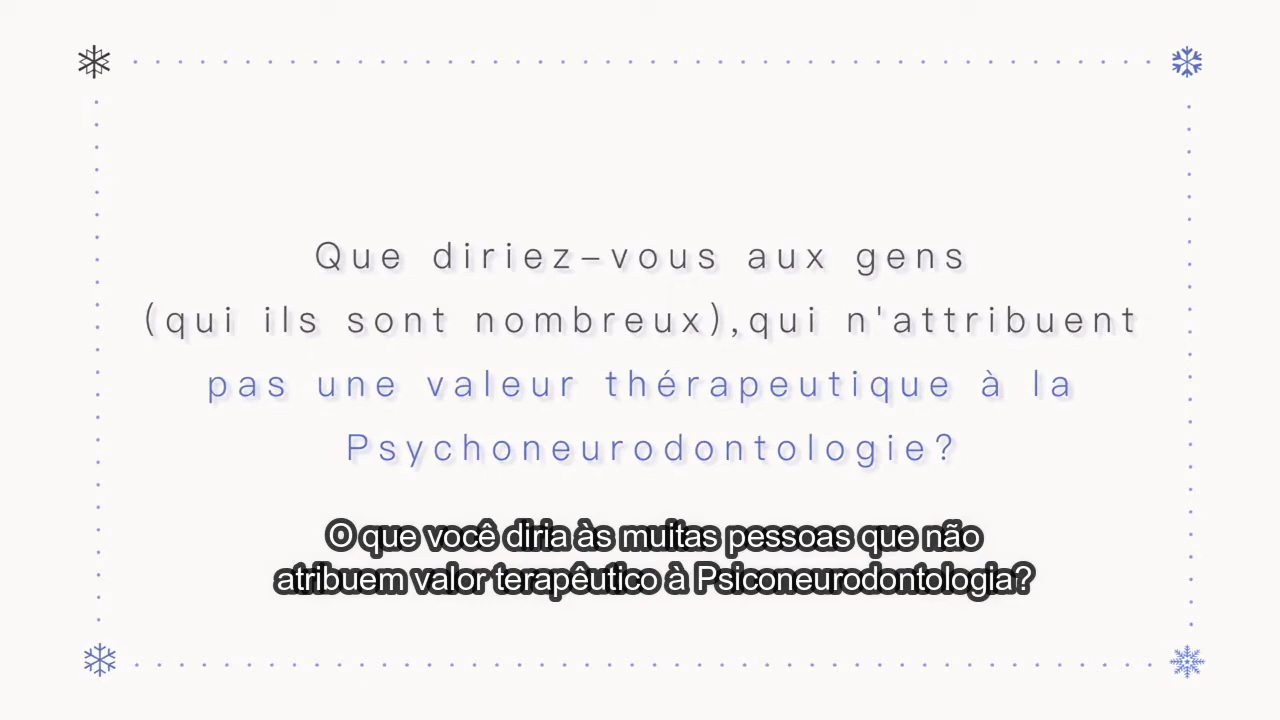 Que diriez-vous aux gens
(qui ils sont nombreux),qui n'attribuent
pas une valeur thérapeutique à la
Psychoneurodontologie?
O que você diria às muitas pessoas que não
atribuem valor terapêutico à Psiconeurodontologia?